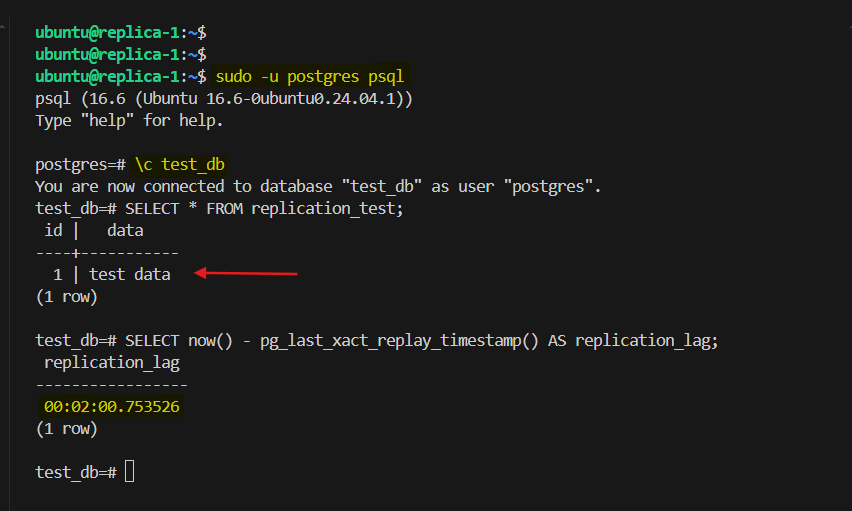 ubuntu@replica-1:~$
ubuntu@replica-1:~$
ubuntu@replica-1:~$ sudo -u postgres psql
psql (16.6 (Ubuntu 16.6-0ubuntu0.24.04.1))
Type "help" for help.

postgres=# \c test_db
You are now connected to database "test_db" as user "postgres".
test_db=# SELECT * FROM replication_test;
 id |   data
----+-----------
  1 | test data
(1 row)

test_db=# SELECT now() - pg_last_xact_replay_timestamp() AS replication_lag;
 replication_lag
-----------------
 00:02:00.753526
(1 row)

test_db=#